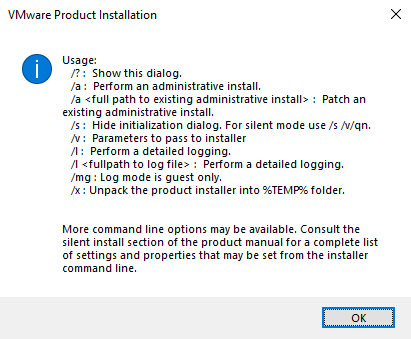 VMware Product Installation
Usage:
/? : Show this dialog.
/a : Perform an administrative install.
/a <full path to existing administrative install> : Patch an
existing administrative install.
/s : Hide initialization dialog. For silent mode use /s /v/qn.
/v : Parameters to pass to installer
/l : Perform a detailed logging.
/l <fullpath to log file> : Perform a detailed logging.
/mg : Log mode is guest only.
/x : Unpack the product installer into %TEMP% folder.
More command line options may be available. Consult the
silent install section of the product manual for a complete list
of settings and properties that may be set from the installer
command line.
OK